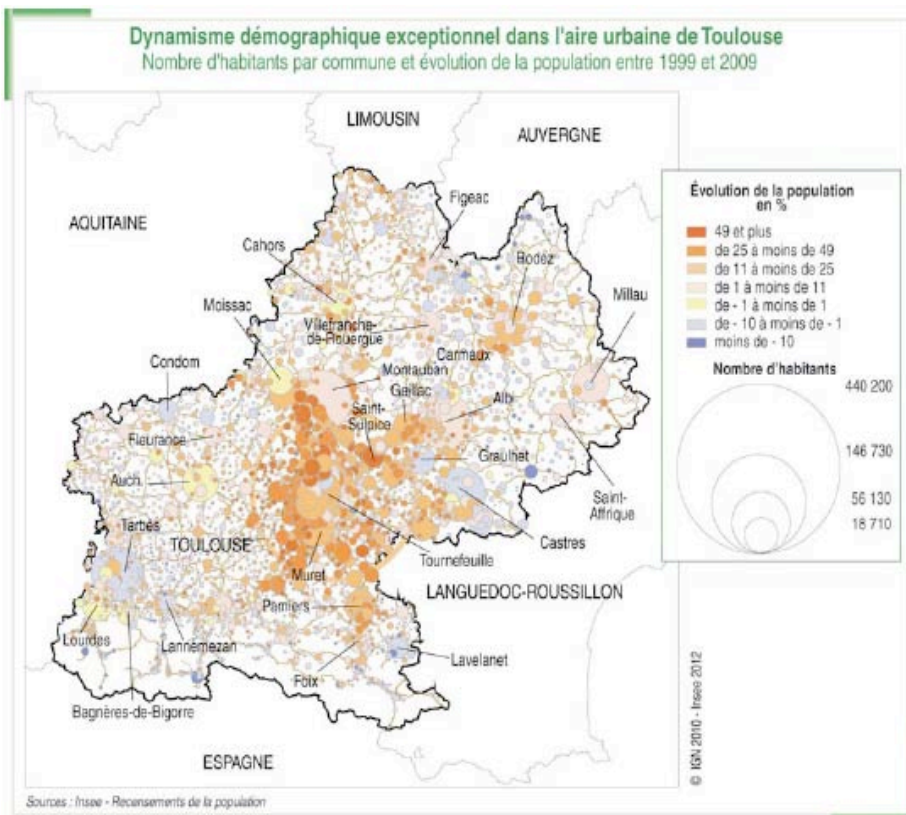 Dynamisme démographique exceptionnel dans l'aire urbaine de Toulouse
Nombre d'habitants par commune et évolution de la population entre 1999 et 2009
LIMOUSIN
AUVERGNE
AQUITAINE
Figeac
Cahors
Rodez
Moissac
Millau
Villefranche-
de-Rouergue
Condom
Carmaux
Montauban
Gaillac
Albi
Saint-
Sulpice
Fleurance
Graulhet
Auch
Saint-
Affrique
Tarbes
TOULOUSE
Castres
Tournefeuille
Muret
LANGUEDOC-ROUSSILLON
Pamiers
Lourdes
Lannemezan
Lavelanet
Foix
Bagnères-de-Bigorre
ESPAGNE
Évolution de la population
en %
49 et plus
de 25 à moins de 49
de 11 à moins de 25
de 1 à moins de 11
de - 1 à moins de 1
de - 10 à moins de - 1
moins de - 10
Nombre d'habitants
440 200
146 730
56 130
18 710
© IGN 2010 - Insee 2012
Sources : Insee - Recensements de la population